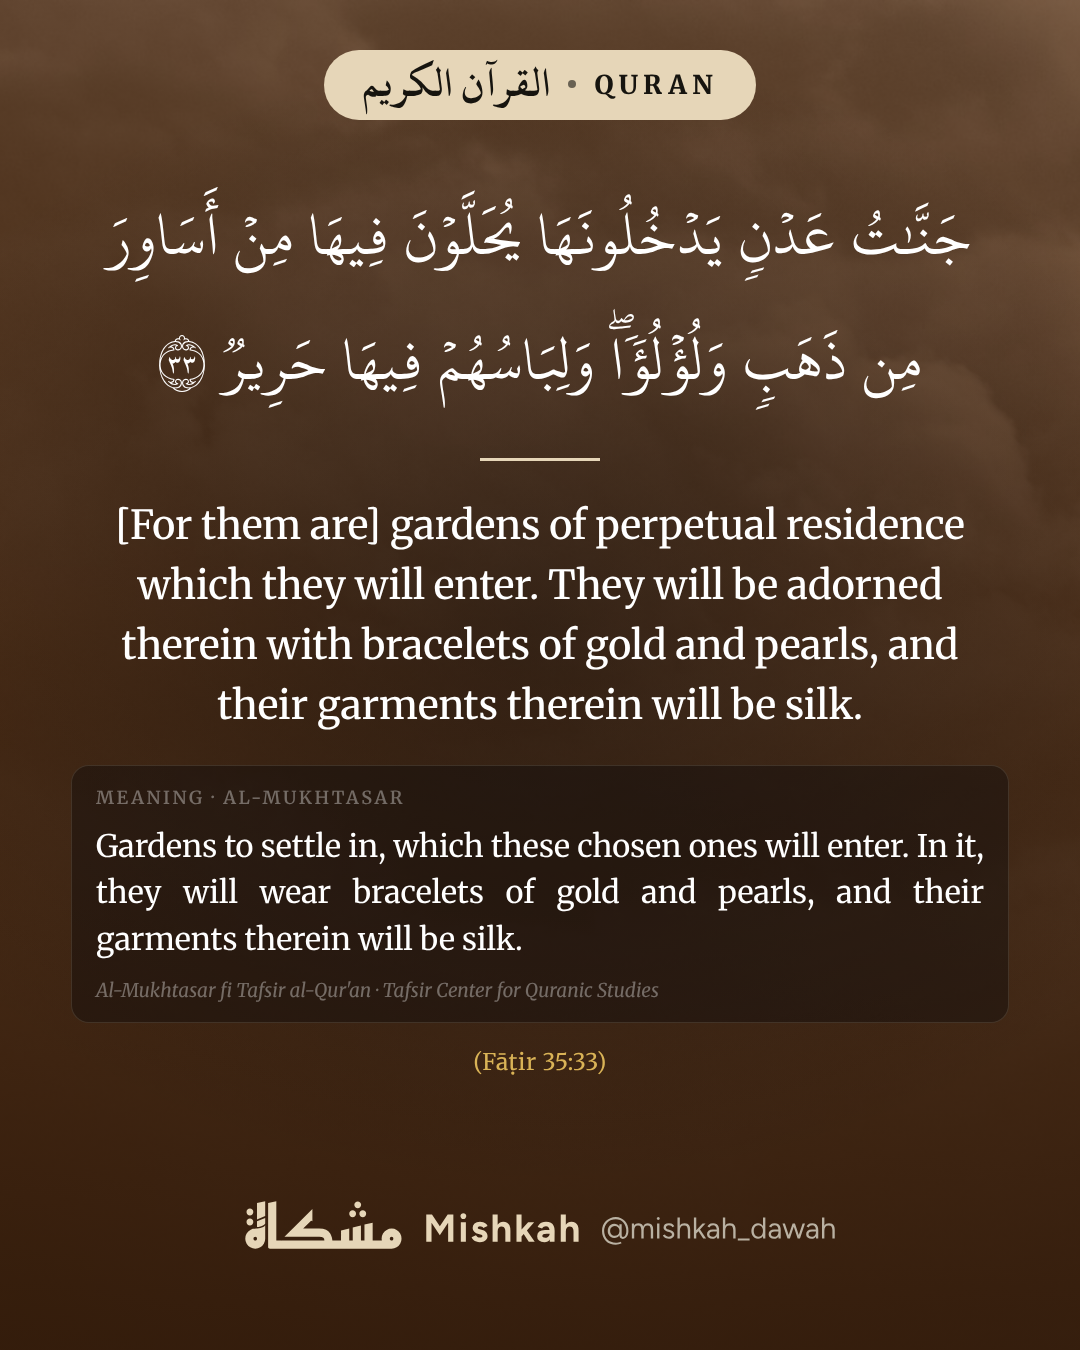 القرآن الكريم • QURAN
جَنَّـٰتُ عَدۡنٖ يَدۡخُلُونَهَا يُحَلَّوۡنَ فِيهَا مِنۡ أَسَاوِرَ
مِن ذَهَبٖ وَلُؤۡلُؤٗاۖ وَلِبَاسُهُمۡ فِيهَا حَرِيرٞ ٣٣
[For them are] gardens of perpetual residence
which they will enter. They will be adorned
therein with bracelets of gold and pearls, and
their garments therein will be silk.
MEANING · AL-MUKHTASAR
Gardens to settle in, which these chosen ones will enter. In it,
they will wear bracelets of gold and pearls, and their
garments therein will be silk.
Al-Mukhtasar fi Tafsir al-Qur'an · Tafsir Center for Quranic Studies
(Fāṭir 35:33)
مشكاة Mishkah @mishkah_dawah